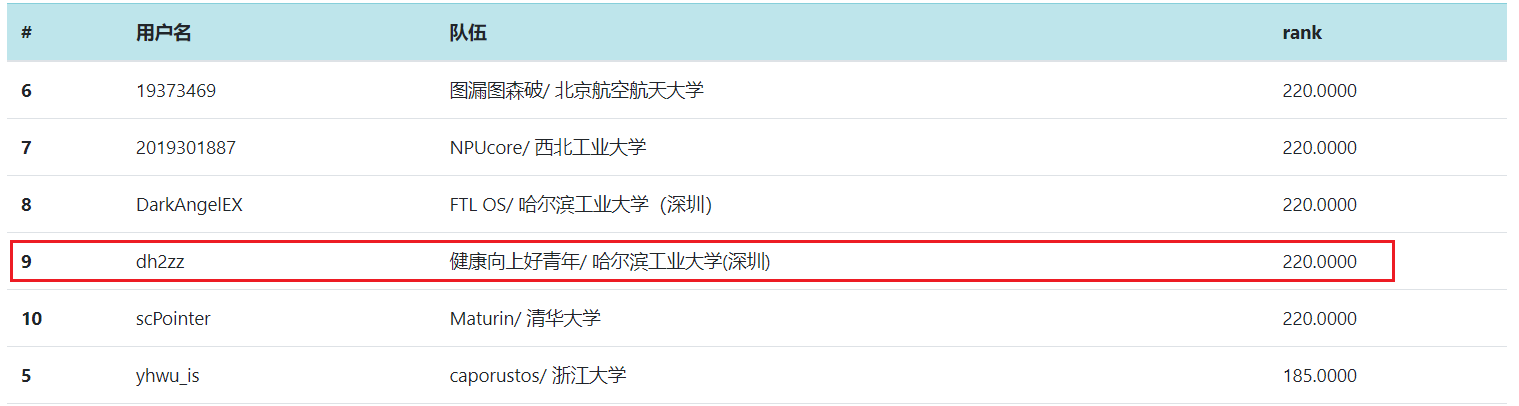 # 用户名 队伍 rank
6 19373469 图漏图森破/ 北京航空航天大学 220.0000
7 2019301887 NPUcore/ 西北工业大学 220.0000
8 DarkAngelEX FTL OS/ 哈尔滨工业大学（深圳） 220.0000
9 dh2zz 健康向上好青年/ 哈尔滨工业大学(深圳) 220.0000
10 scPointer Maturin/ 清华大学 220.0000
5 yhwu_is caporustos/ 浙江大学 185.0000